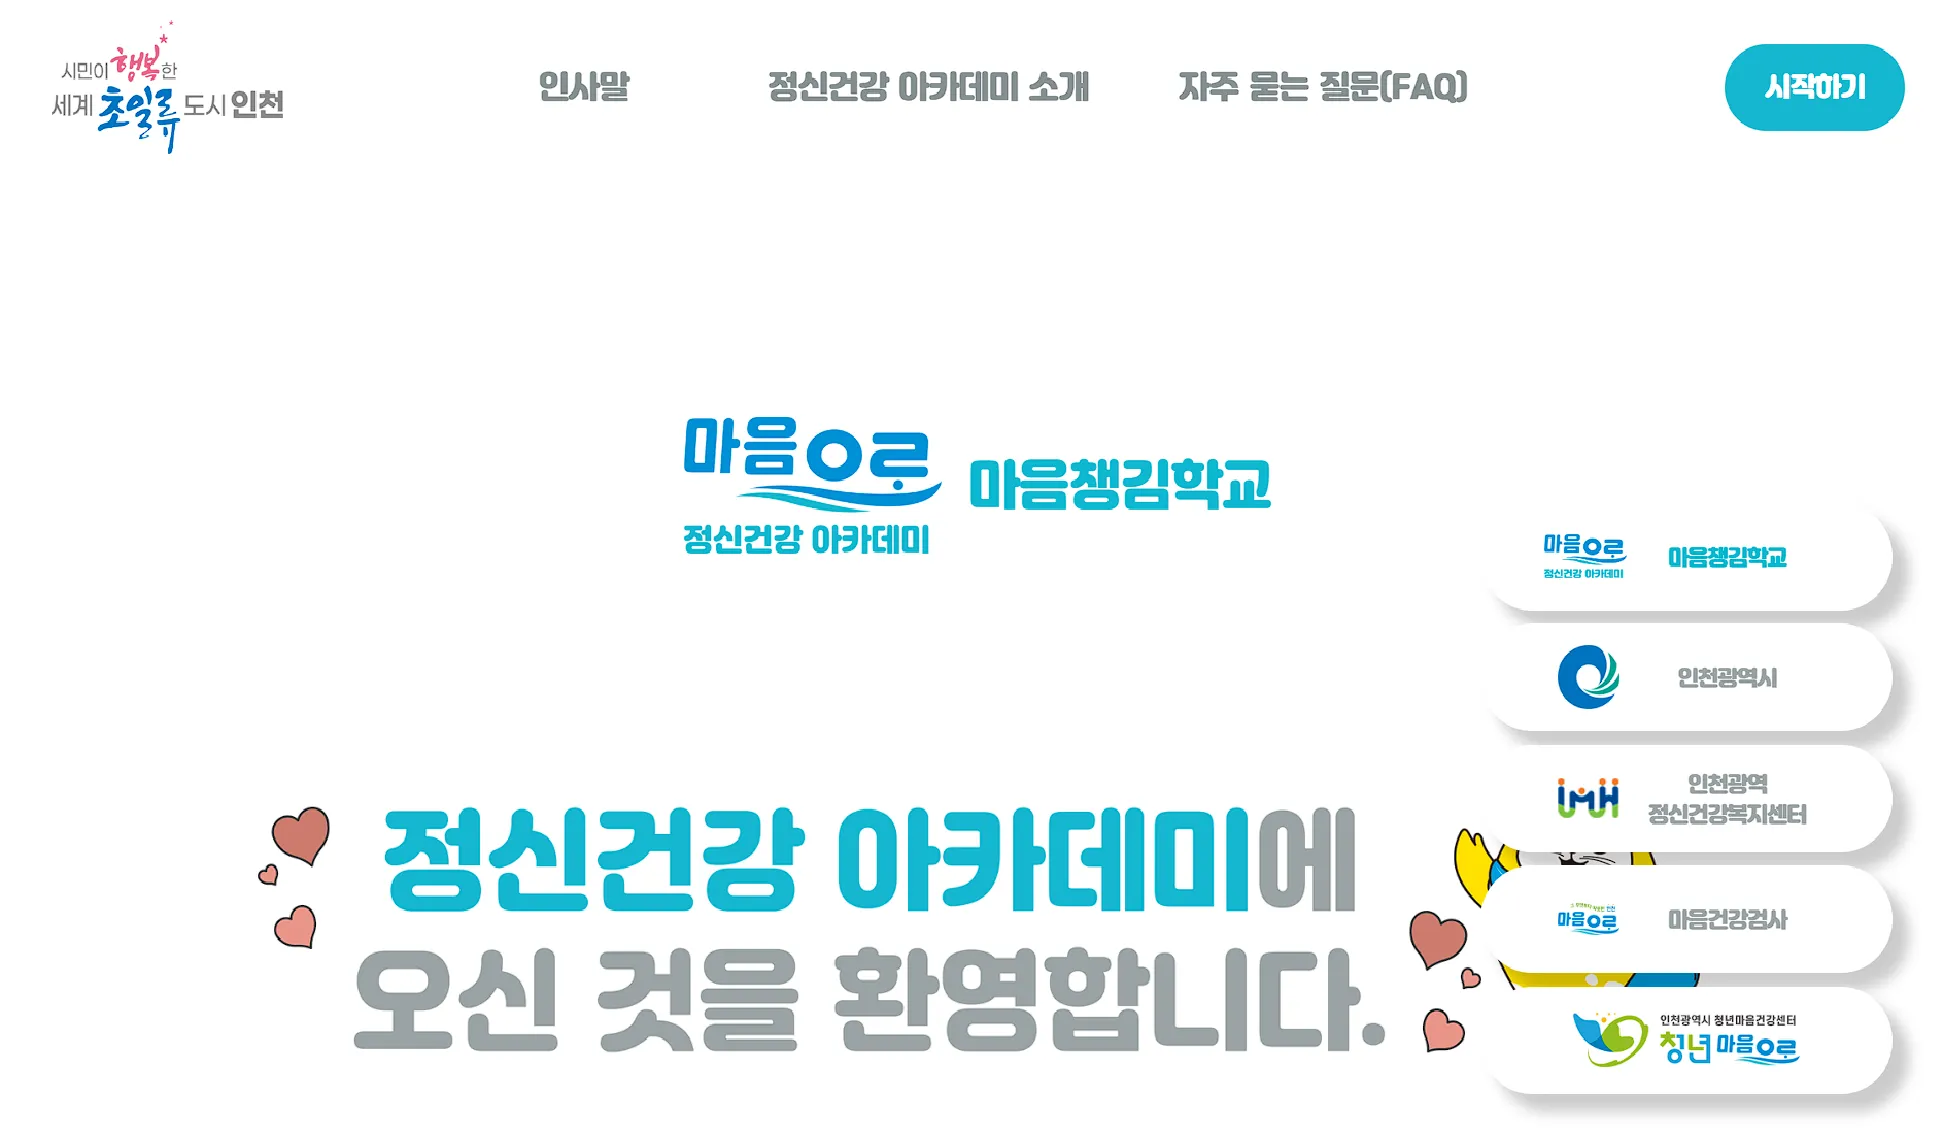 시민이 행복한
세계 초일류 도시 인천
인사말
정신건강 아카데미 소개
자주 묻는 질문(FAQ)
시작하기
마음으로
정신건강 아카데미
마음챙김학교
마음으로
정신건강 아카데미
마음챙김학교
인천광역시
iMH
인천광역
정신건강복지센터
정신건강 아카데미에
오신 것을 환영합니다.
마음으로
마음건강검사
인천광역시 청년마음건강센터
청년마음으로